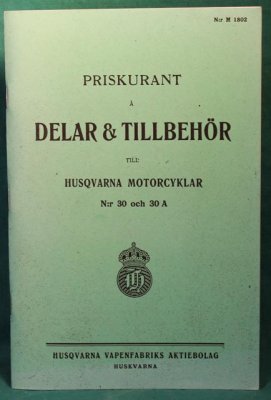 N:r M 1802
PRISKURANT
Å
DELAR & TILLBEHÖR
TILL:
HUSQVARNA MOTORCYKLAR
N:r 30 och 30 A
HUSQVARNA VAPENFABRIKS AKTIEBOLAG
HUSKVARNA